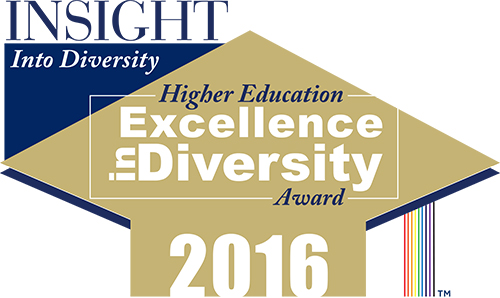 INSIGHT
Into Diversity
Higher Education
Excellence
in Diversity
Award
2016
TM